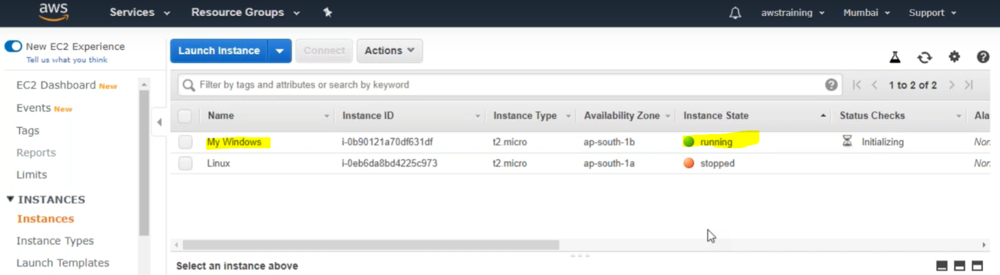 aws Services Resource Groups awstraining Mumbai Support
New EC2 Experience
Tell us what you think
Launch Instance Connect Actions
EC2 Dashboard New
Events New
Tags
Reports
Limits
INSTANCES
Instances
Instance Types
Launch Templates
Filter by tags and attributes or search by keyword 1 to 2 of 2
Name Instance ID Instance Type Availability Zone Instance State Status Checks Ala
My Windows i-0b90121a70df631df t2.micro ap-south-1b running Initializing Non
Linux i-0eb6da8bd4225c973 t2.micro ap-south-1a stopped Non
Select an instance above